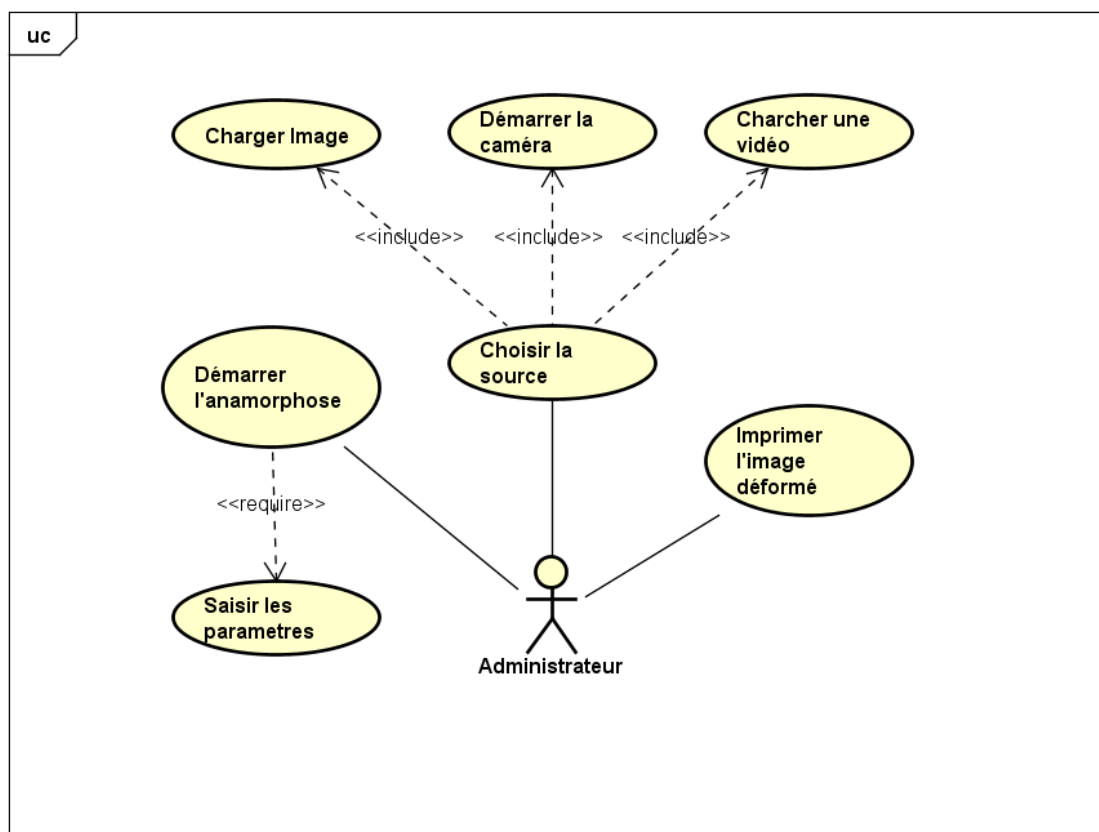 uc
Charger Image
Démarrer la
caméra
Charcher une
vidéo
<<include>>
<<include>>
<<include>>
Démarrer
l'anamorphose
Choisir la
source
Imprimer
l'image
déformé
<<require>>
Saisir les
parametres
Administrateur